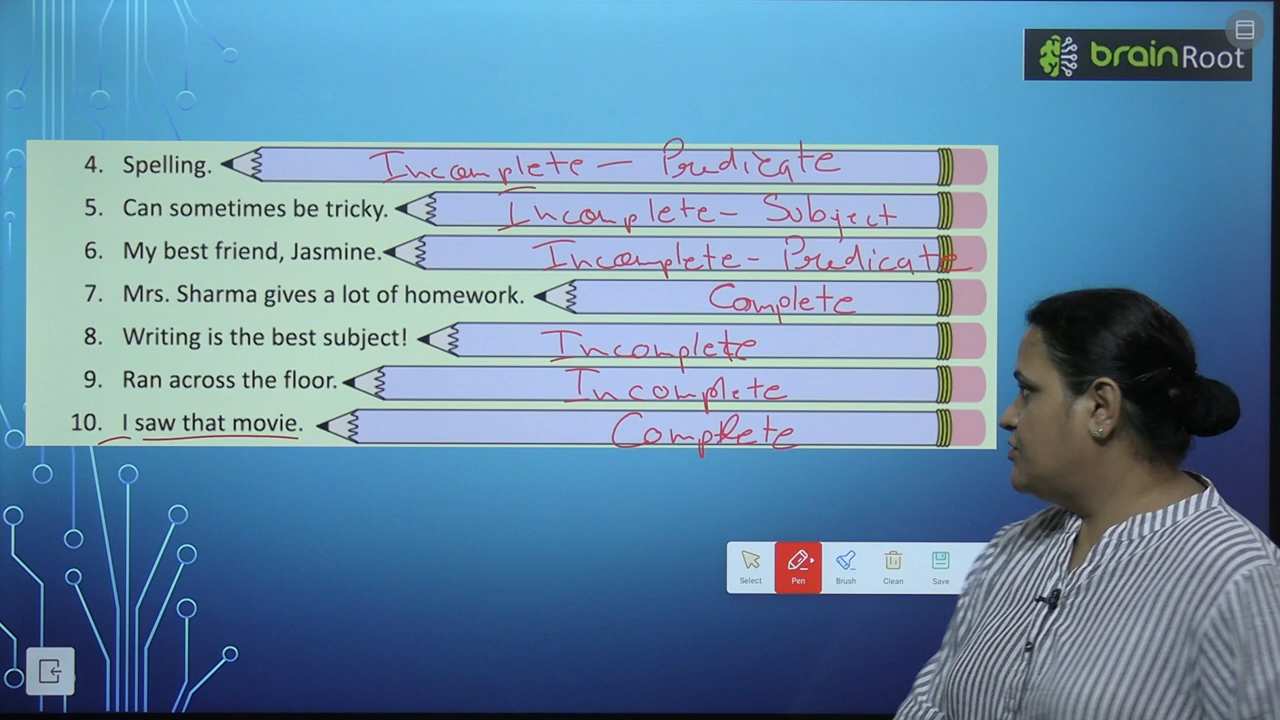 brainRoot
4. Spelling. Incomplete – Predicate
5. Can sometimes be tricky. Incomplete – Subject
6. My best friend, Jasmine. Incomplete – Predicate
7. Mrs. Sharma gives a lot of homework. Complete
8. Writing is the best subject! Incomplete
9. Ran across the floor. Incomplete
10. I saw that movie. Complete
Select Pen Brush Clean Save